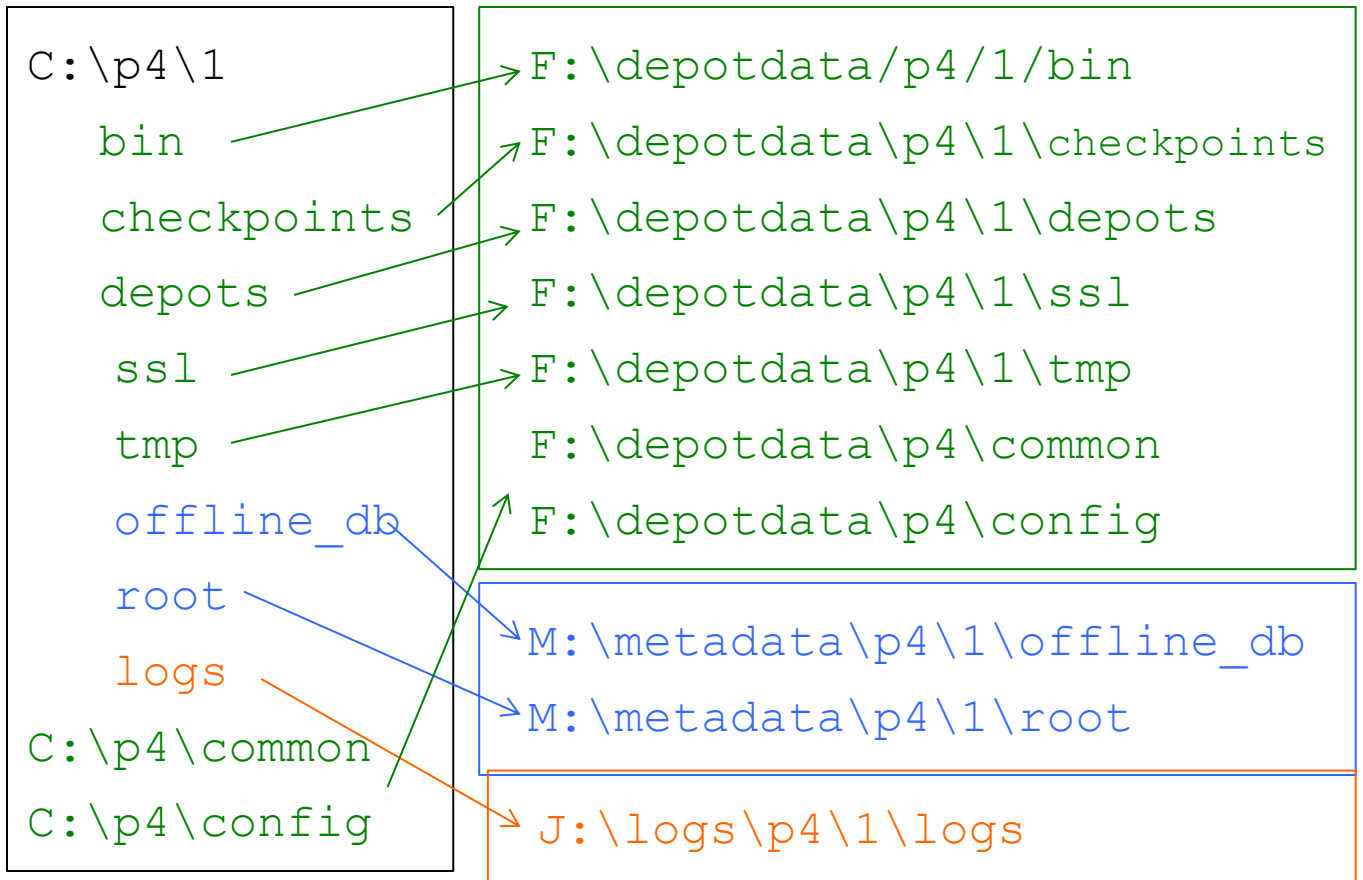 C:\p4\1
bin
checkpoints
depots
ssl
tmp
offline_db
root
logs
C:\p4\common
C:\p4\config
F:\depotdata/p4/1/bin
F:\depotdata\p4\1\checkpoints
F:\depotdata\p4\1\depots
F:\depotdata\p4\1\ssl
F:\depotdata\p4\1\tmp
F:\depotdata\p4\common
F:\depotdata\p4\config
M:\metadata\p4\1\offline_db
M:\metadata\p4\1\root
J:\logs\p4\1\logs